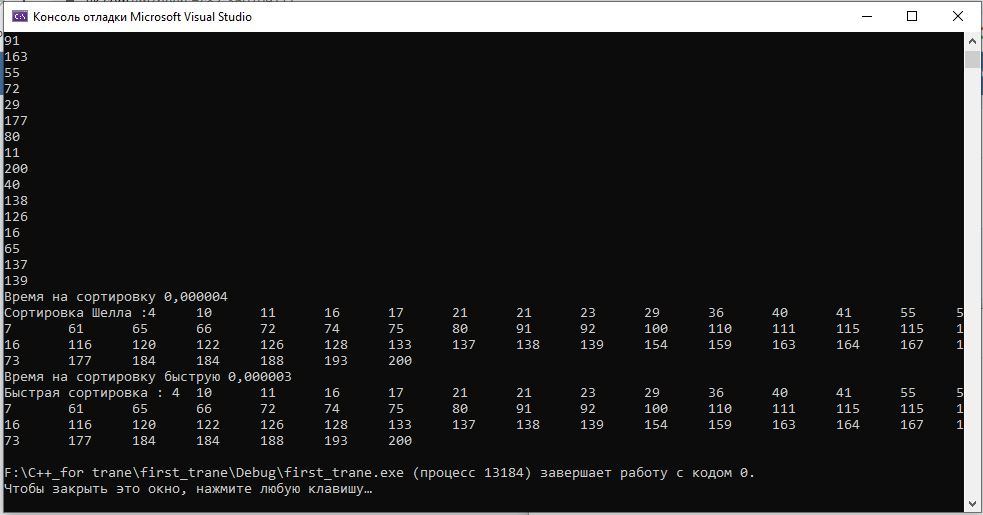 Консоль отладки Microsoft Visual Studio
91
163
55
72
29
177
80
11
200
40
138
126
16
65
137
139
Время на сортировку 0,000004
Сортировка Шелла :4 10 11 16 17 21 21 23 29 36 40 41 55 5
7 61 65 66 72 74 75 80 91 92 100 110 111 115 115 1
16 116 120 122 126 128 133 137 138 139 154 159 163 164 167 1
73 177 184 184 188 193 200
Время на сортировку быструю 0,000003
Быстрая сортировка : 4 10 11 16 17 21 21 23 29 36 40 41 55 5
7 61 65 66 72 74 75 80 91 92 100 110 111 115 115 1
16 116 120 122 126 128 133 137 138 139 154 159 163 164 167 1
73 177 184 184 188 193 200
F:\C++_for trane\first_trane\Debug\first_trane.exe (процесс 13184) завершает работу с кодом 0.
Чтобы закрыть это окно, нажмите любую клавишу…